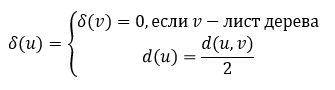 δ(v) = 0, если v − лист дерева
δ(u) =
d(u) = d(u, v)/2